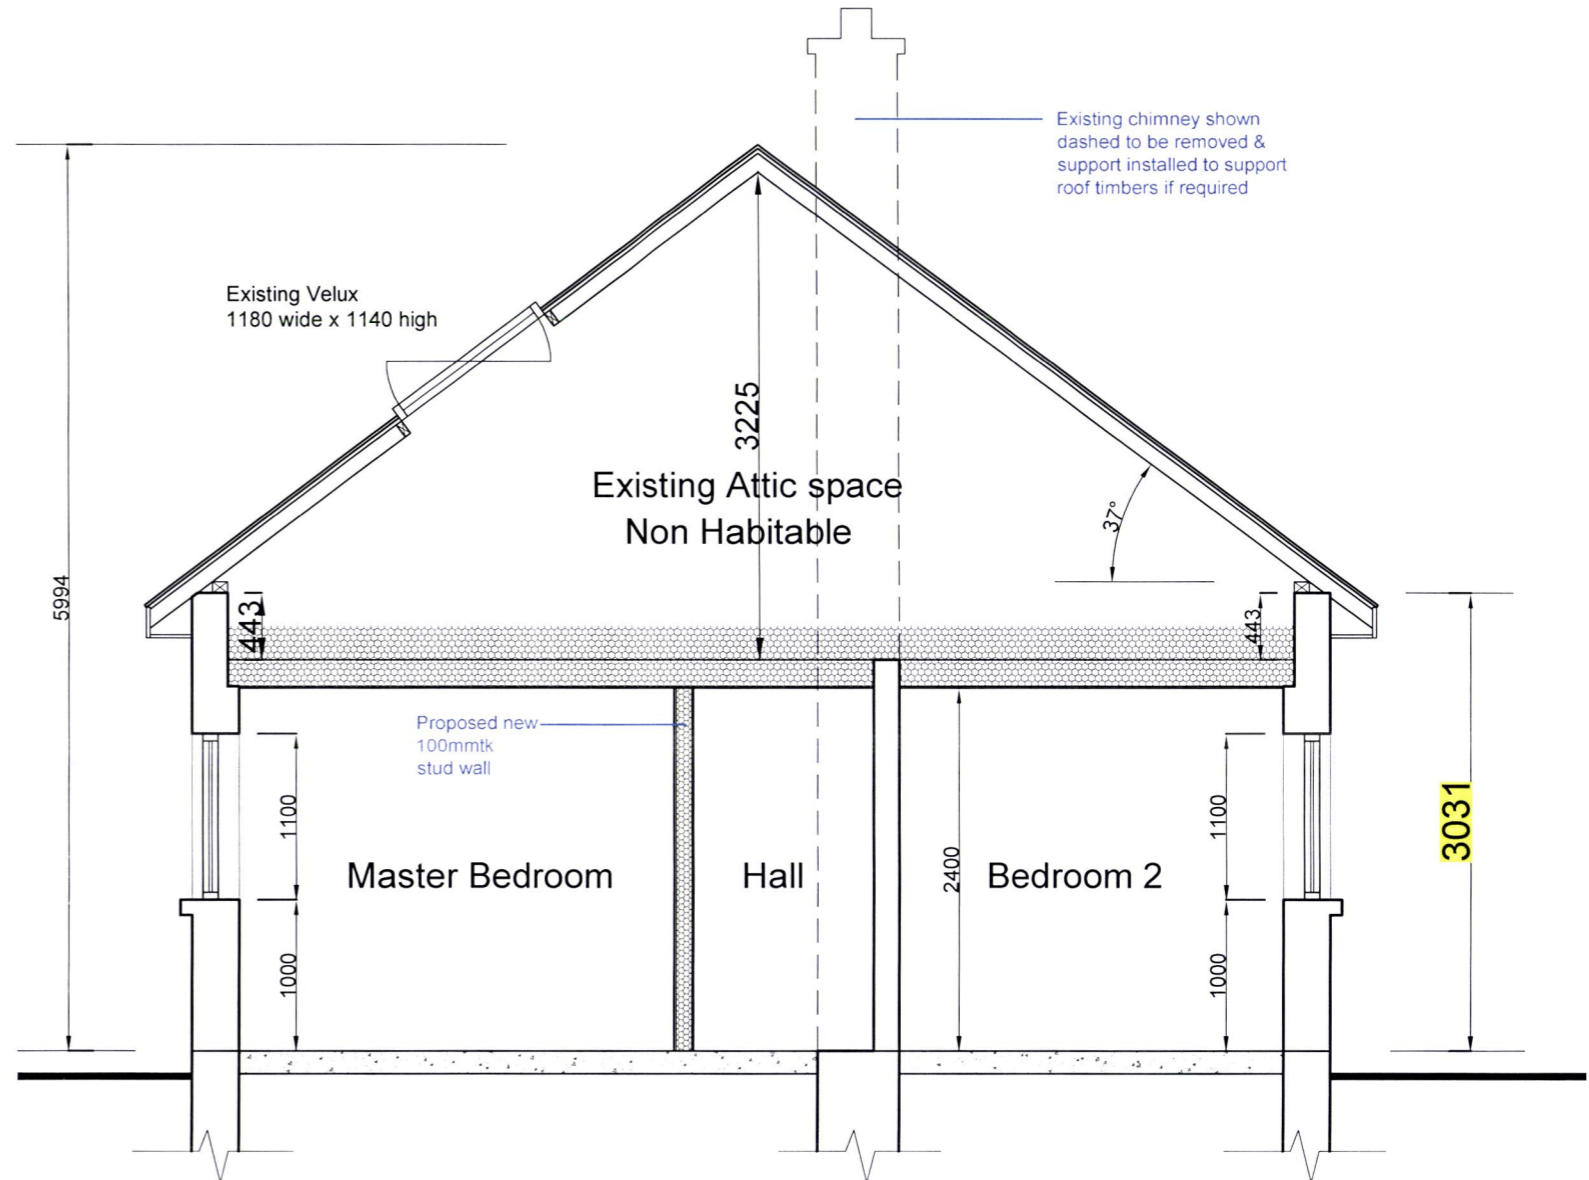 Existing chimney shown
dashed to be removed &
support installed to support
roof timbers if required
Existing Velux
1180 wide x 1140 high
3225
Existing Attic space
Non Habitable
37°
5994
443
443
Proposed new
100mmtk
stud wall
1100
1100
3031
2400
Master Bedroom
Hall
Bedroom 2
1000
1000